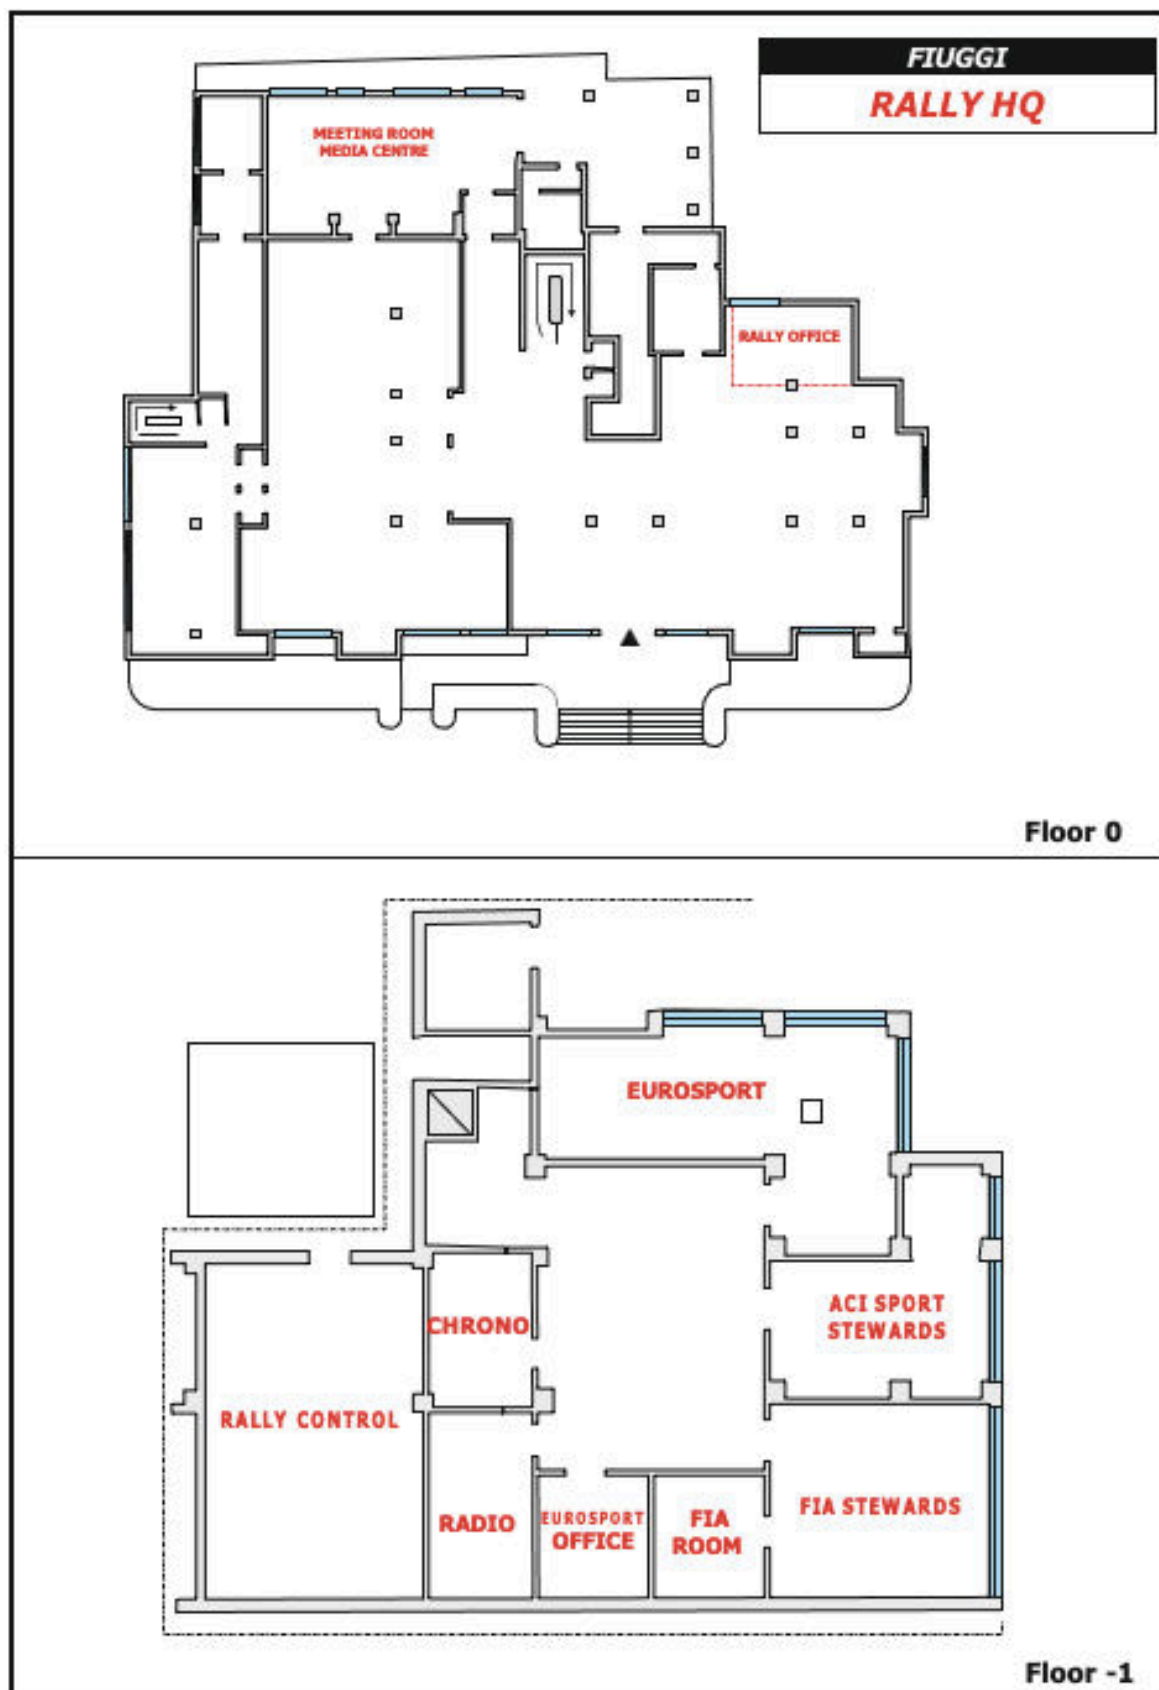 FIUGGI
RALLY HQ
MEETING ROOM
MEDIA CENTRE
RALLY OFFICE
Floor 0
EUROSPORT
ACI SPORT
STEWARDS
CHRONO
RALLY CONTROL
RADIO
EUROSPORT
OFFICE
FIA
ROOM
FIA STEWARDS
Floor -1